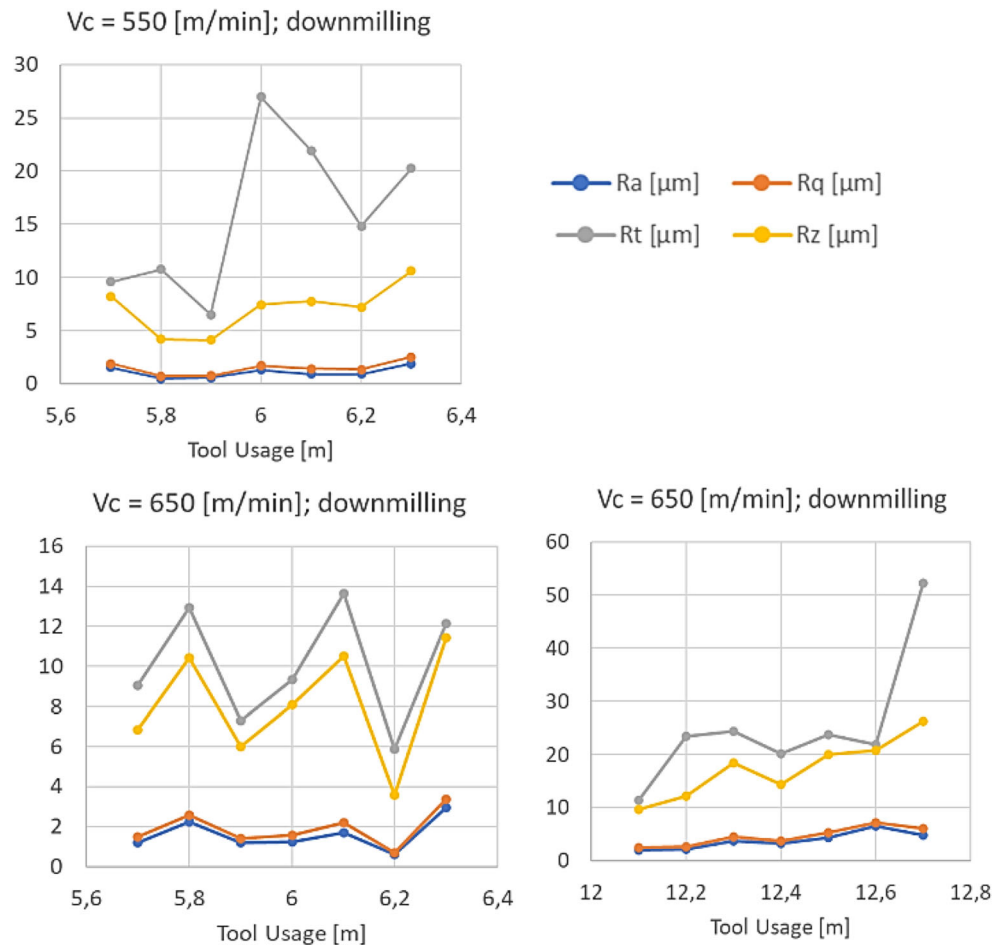 Vc = 550 [m/min]; downmilling
30
25
20
15
10
5
0
5,6 5,8 6 6,2 6,4
Tool Usage [m]
Ra [µm] Rq [µm]
Rt [µm] Rz [µm]
Vc = 650 [m/min]; downmilling
16
14
12
10
8
6
4
2
0
5,6 5,8 6 6,2 6,4
Tool Usage [m]
Vc = 650 [m/min]; downmilling
60
50
40
30
20
10
0
12 12,2 12,4 12,6 12,8
Tool Usage [m]